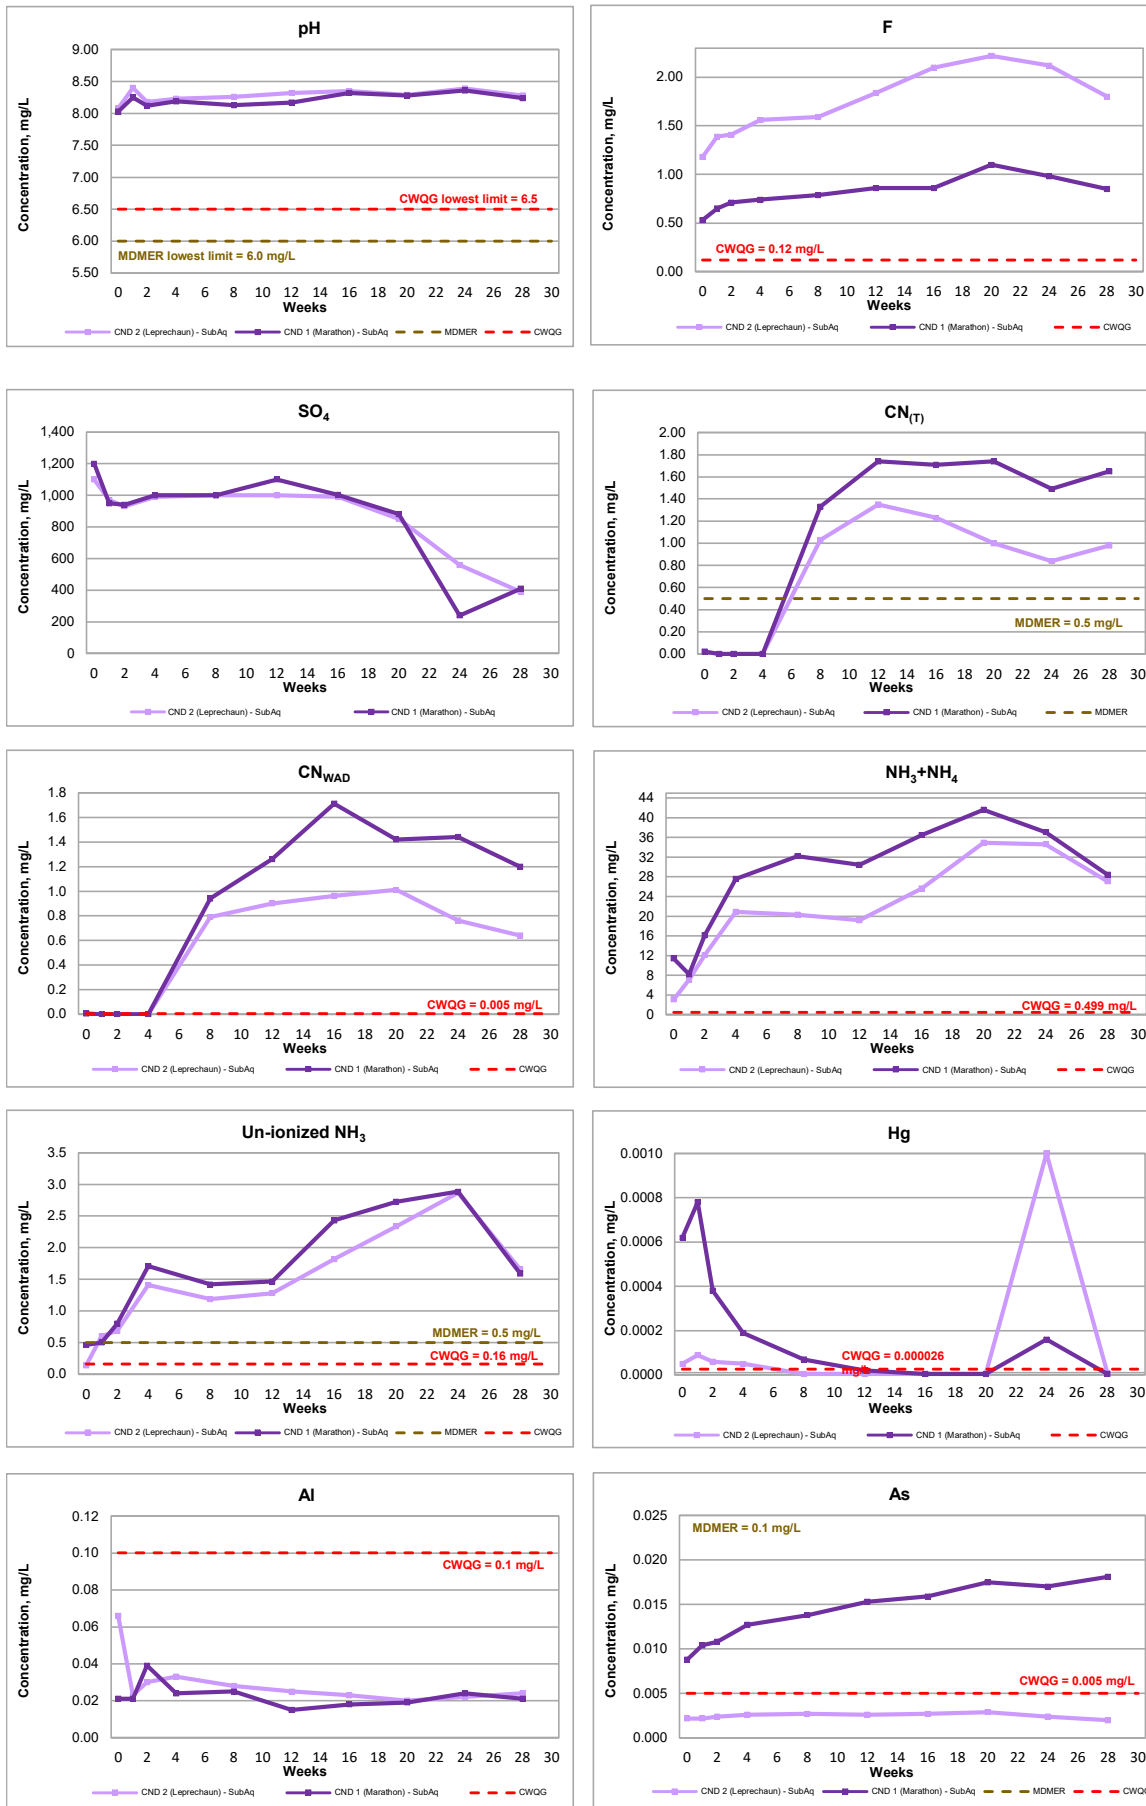 pH
Concentration, mg/L
9.00
8.50
8.00
7.50
7.00
6.50
6.00
5.50
CWQG lowest limit = 6.5
MDMER lowest limit = 6.0 mg/L
0 2 4 6 8 10 12 14 16 18 20 22 24 26 28 30
Weeks
CND 2 (Leprechaun) - SubAq CND 1 (Marathon) - SubAq MDMER CWQG
F
Concentration, mg/L
2.00
1.50
1.00
0.50
0.00
CWQG = 0.12 mg/L
0 2 4 6 8 10 12 14 16 18 20 22 24 26 28 30
Weeks
CND 2 (Leprechaun) - SubAq CND 1 (Marathon) - SubAq CWQG
SO4
Concentration, mg/L
1,400
1,200
1,000
800
600
400
200
0
0 2 4 6 8 10 12 14 16 18 20 22 24 26 28 30
Weeks
CND 2 (Leprechaun) - SubAq CND 1 (Marathon) - SubAq
CN(T)
Concentration, mg/L
2.00
1.80
1.60
1.40
1.20
1.00
0.80
0.60
0.40
0.20
0.00
MDMER = 0.5 mg/L
0 2 4 6 8 10 12 14 16 18 20 22 24 26 28 30
Weeks
CND 2 (Leprechaun) - SubAq CND 1 (Marathon) - SubAq MDMER
CNWAD
Concentration, mg/L
1.8
1.6
1.4
1.2
1.0
0.8
0.6
0.4
0.2
0.0
CWQG = 0.005 mg/L
0 2 4 6 8 10 12 14 16 18 20 22 24 26 28 30
Weeks
CND 2 (Leprechaun) - SubAq CND 1 (Marathon) - SubAq CWQG
NH3+NH4
Concentration, mg/L
44
40
36
32
28
24
20
16
12
8
4
0
CWQG = 0.499 mg/L
0 2 4 6 8 10 12 14 16 18 20 22 24 26 28 30
Weeks
CND 2 (Leprechaun) - SubAq CND 1 (Marathon) - SubAq CWQG
Un-ionized NH3
Concentration, mg/L
3.5
3.0
2.5
2.0
1.5
1.0
0.5
0.0
MDMER = 0.5 mg/L
CWQG = 0.16 mg/L
0 2 4 6 8 10 12 14 16 18 20 22 24 26 28 30
Weeks
CND 2 (Leprechaun) - SubAq CND 1 (Marathon) - SubAq MDMER CWQG
Hg
Concentration, mg/L
0.0010
0.0008
0.0006
0.0004
0.0002
0.0000
CWQG = 0.000026
mg/L
0 2 4 6 8 10 12 14 16 18 20 22 24 26 28 30
Weeks
CND 2 (Leprechaun) - SubAq CND 1 (Marathon) - SubAq CWQG
Al
Concentration, mg/L
0.12
0.10
0.08
0.06
0.04
0.02
0.00
CWQG = 0.1 mg/L
0 2 4 6 8 10 12 14 16 18 20 22 24 26 28 30
Weeks
CND 2 (Leprechaun) - SubAq CND 1 (Marathon) - SubAq CWQG
As
Concentration, mg/L
0.025
0.020
0.015
0.010
0.005
0.000
MDMER = 0.1 mg/L
CWQG = 0.005 mg/L
0 2 4 6 8 10 12 14 16 18 20 22 24 26 28 30
Weeks
CND 2 (Leprechaun) - SubAq CND 1 (Marathon) - SubAq MDMER CWQG